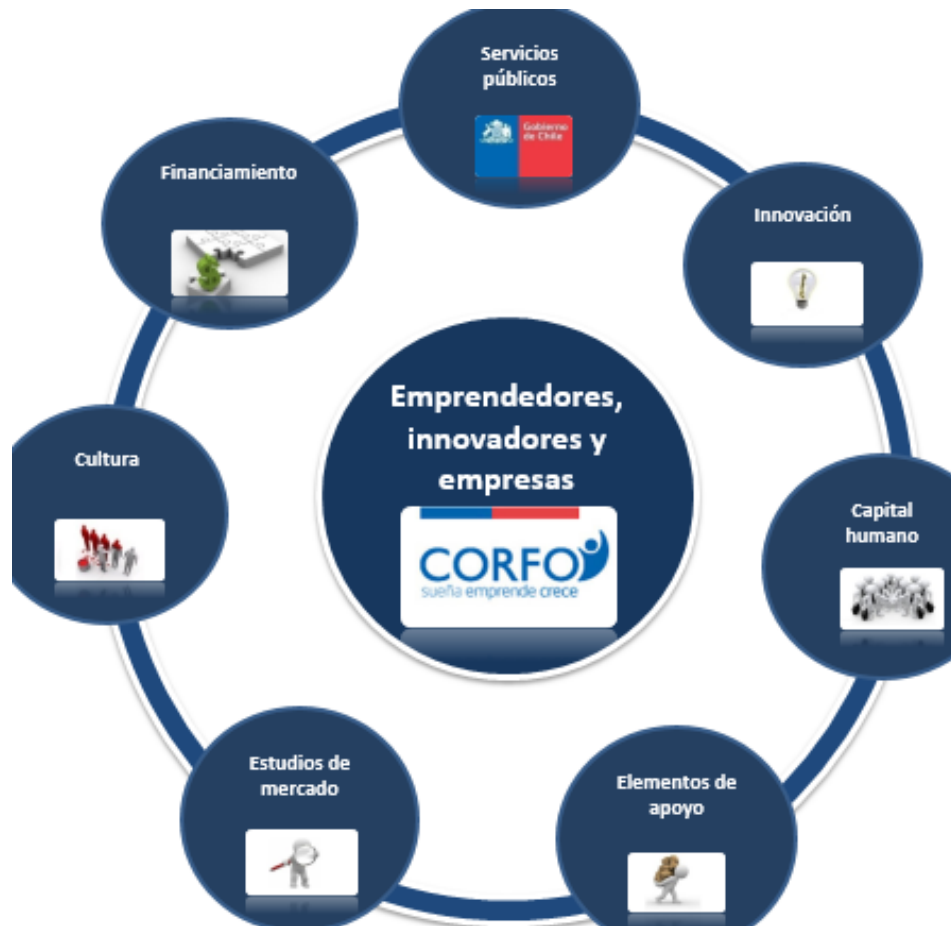 Servicios
públicos
Gobierno
de Chile
Financiamiento
Innovación
Emprendedores,
innovadores y
empresas
CORFO
sueña emprende crece
Cultura
Capital
humano
Estudios de
mercado
Elementos de
apoyo